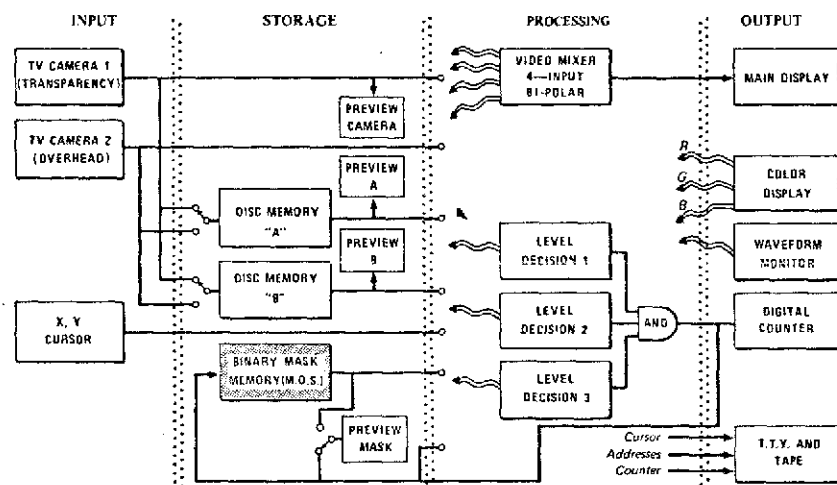 INPUT
STORAGE
PROCESSING
OUTPUT
TV CAMERA 1
(TRANSPARENCY)
TV CAMERA 2
(OVERHEAD)
X, Y
CURSOR
PREVIEW
CAMERA
PREVIEW
A
DISC MEMORY
"A"
PREVIEW
B
DISC MEMORY
"B"
BINARY MASK
MEMORY(M.O.S.)
PREVIEW
MASK
VIDEO MIXER
4—INPUT
BI-POLAR
LEVEL
DECISION 1
LEVEL
DECISION 2
LEVEL
DECISION 3
AND
MAIN DISPLAY
R
G
B
COLOR
DISPLAY
WAVEFORM
MONITOR
DIGITAL
COUNTER
Cursor
Addresses
Counter
T.T.Y. AND
TAPE